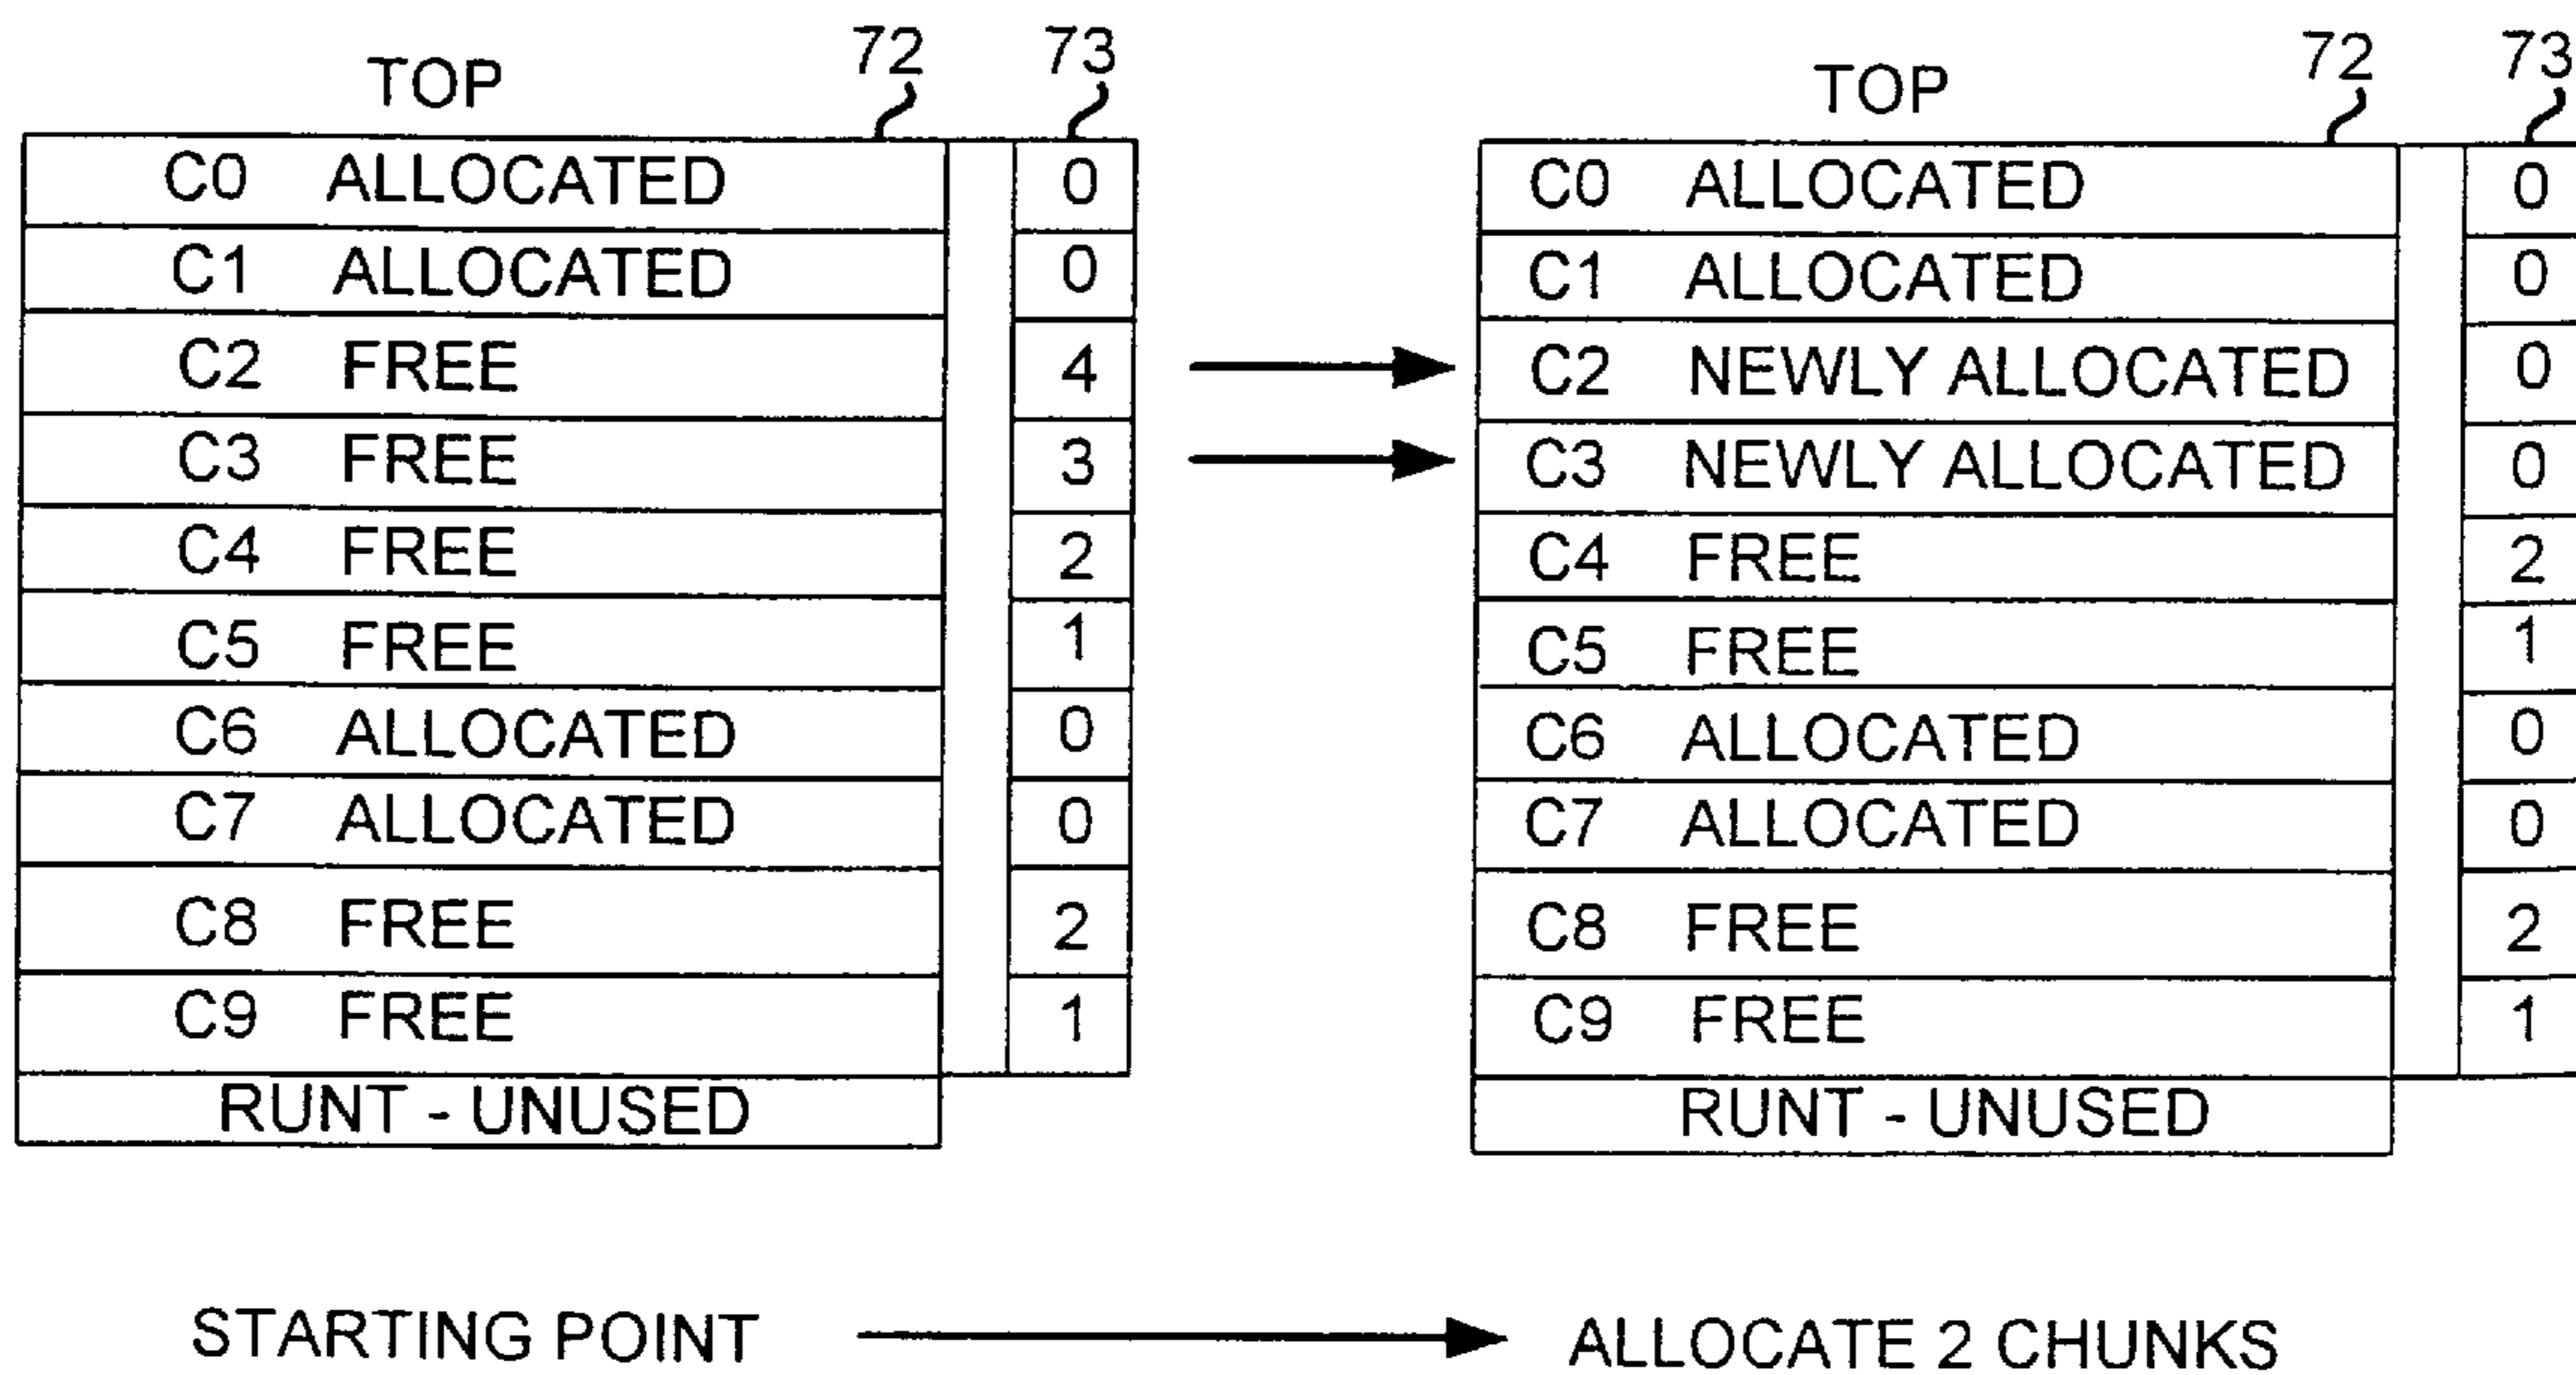 TOP 72 73
C0 ALLOCATED 0
C1 ALLOCATED 0
C2 FREE 4
C3 FREE 3
C4 FREE 2
C5 FREE 1
C6 ALLOCATED 0
C7 ALLOCATED 0
C8 FREE 2
C9 FREE 1
RUNT - UNUSED
TOP 72 73
C0 ALLOCATED 0
C1 ALLOCATED 0
C2 NEWLY ALLOCATED 0
C3 NEWLY ALLOCATED 0
C4 FREE 2
C5 FREE 1
C6 ALLOCATED 0
C7 ALLOCATED 0
C8 FREE 2
C9 FREE 1
RUNT - UNUSED
STARTING POINT ALLOCATE 2 CHUNKS